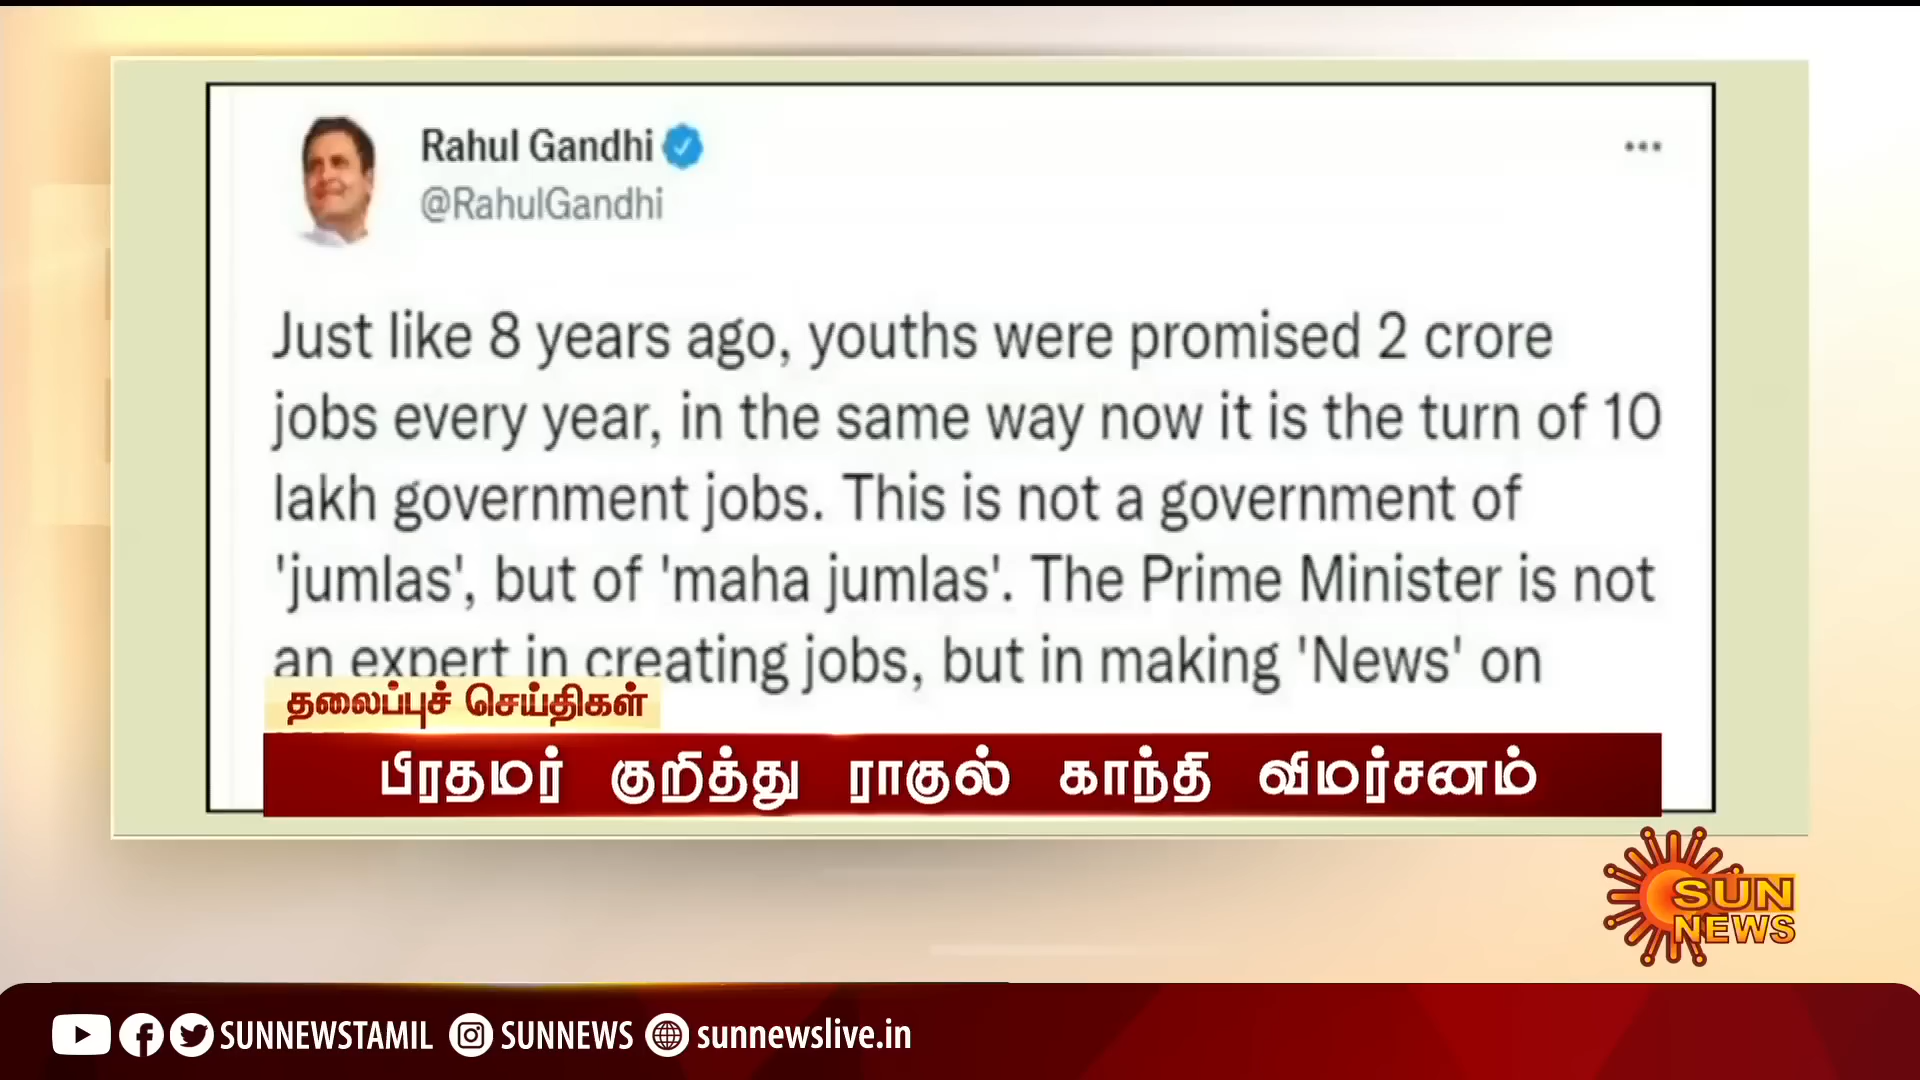 Rahul Gandhi
@RahulGandhi
Just like 8 years ago, youths were promised 2 crore
jobs every year, in the same way now it is the turn of 10
lakh government jobs. This is not a government of
'jumlas', but of 'maha jumlas'. The Prime Minister is not
an expert in creating jobs, but in making 'News' on
தலைப்புச் செய்திகள்
பிரதமர் குறித்து ராகுல் காந்தி விமர்சனம்
SUN
NEWS
SUNNEWSTAMIL SUNNEWS sunnewslive.in